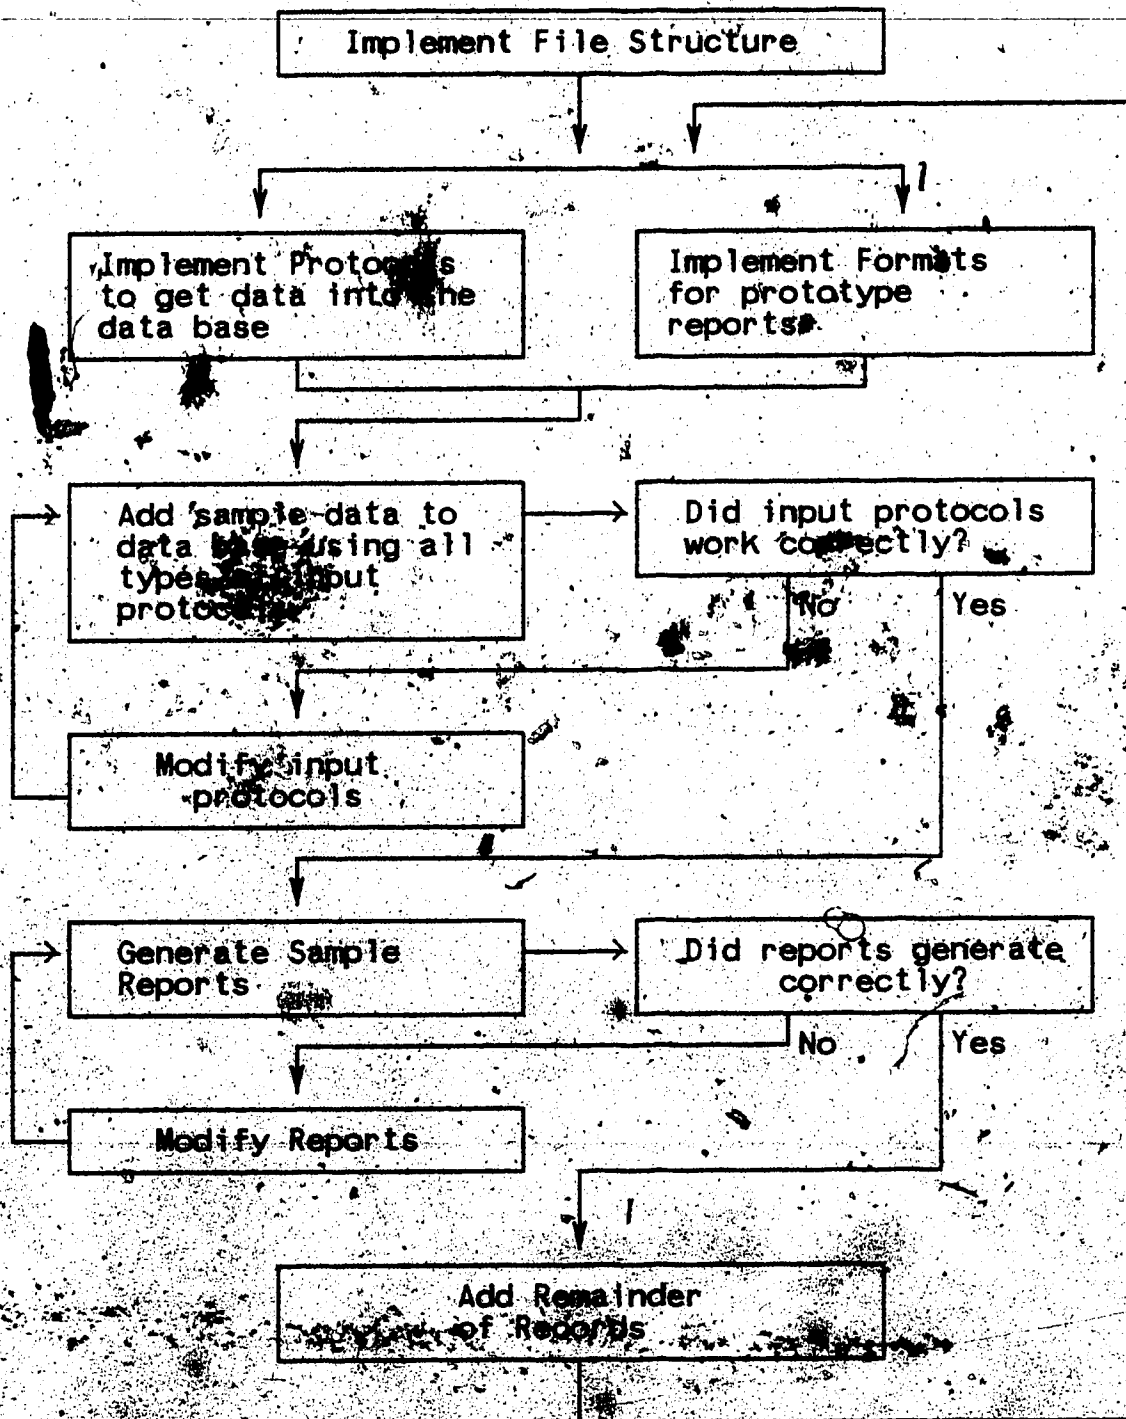 Implement File Structure
Implement Protocols
to get data into the
data base
Implement Formats
for prototype
reports
Add sample data to
data base using all
types input
protocols
Did input protocols
work correctly?
No
Yes
Modify input
protocols
Generate Sample
Reports
Did reports generate
correctly?
No
Yes
Modify Reports
Add Remainder
of Records